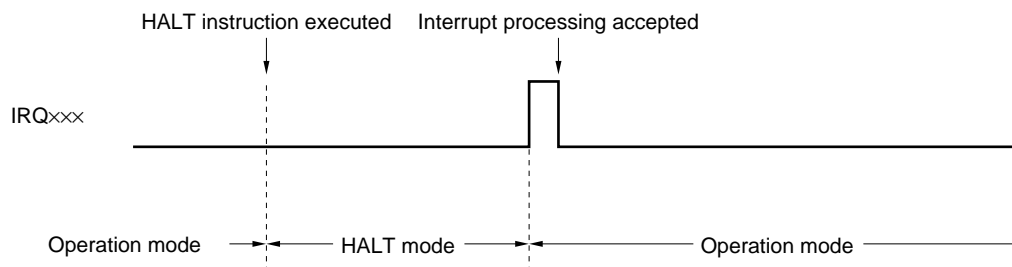 HALT instruction executed
Interrupt processing accepted
IRQ×××
Operation mode
HALT mode
Operation mode